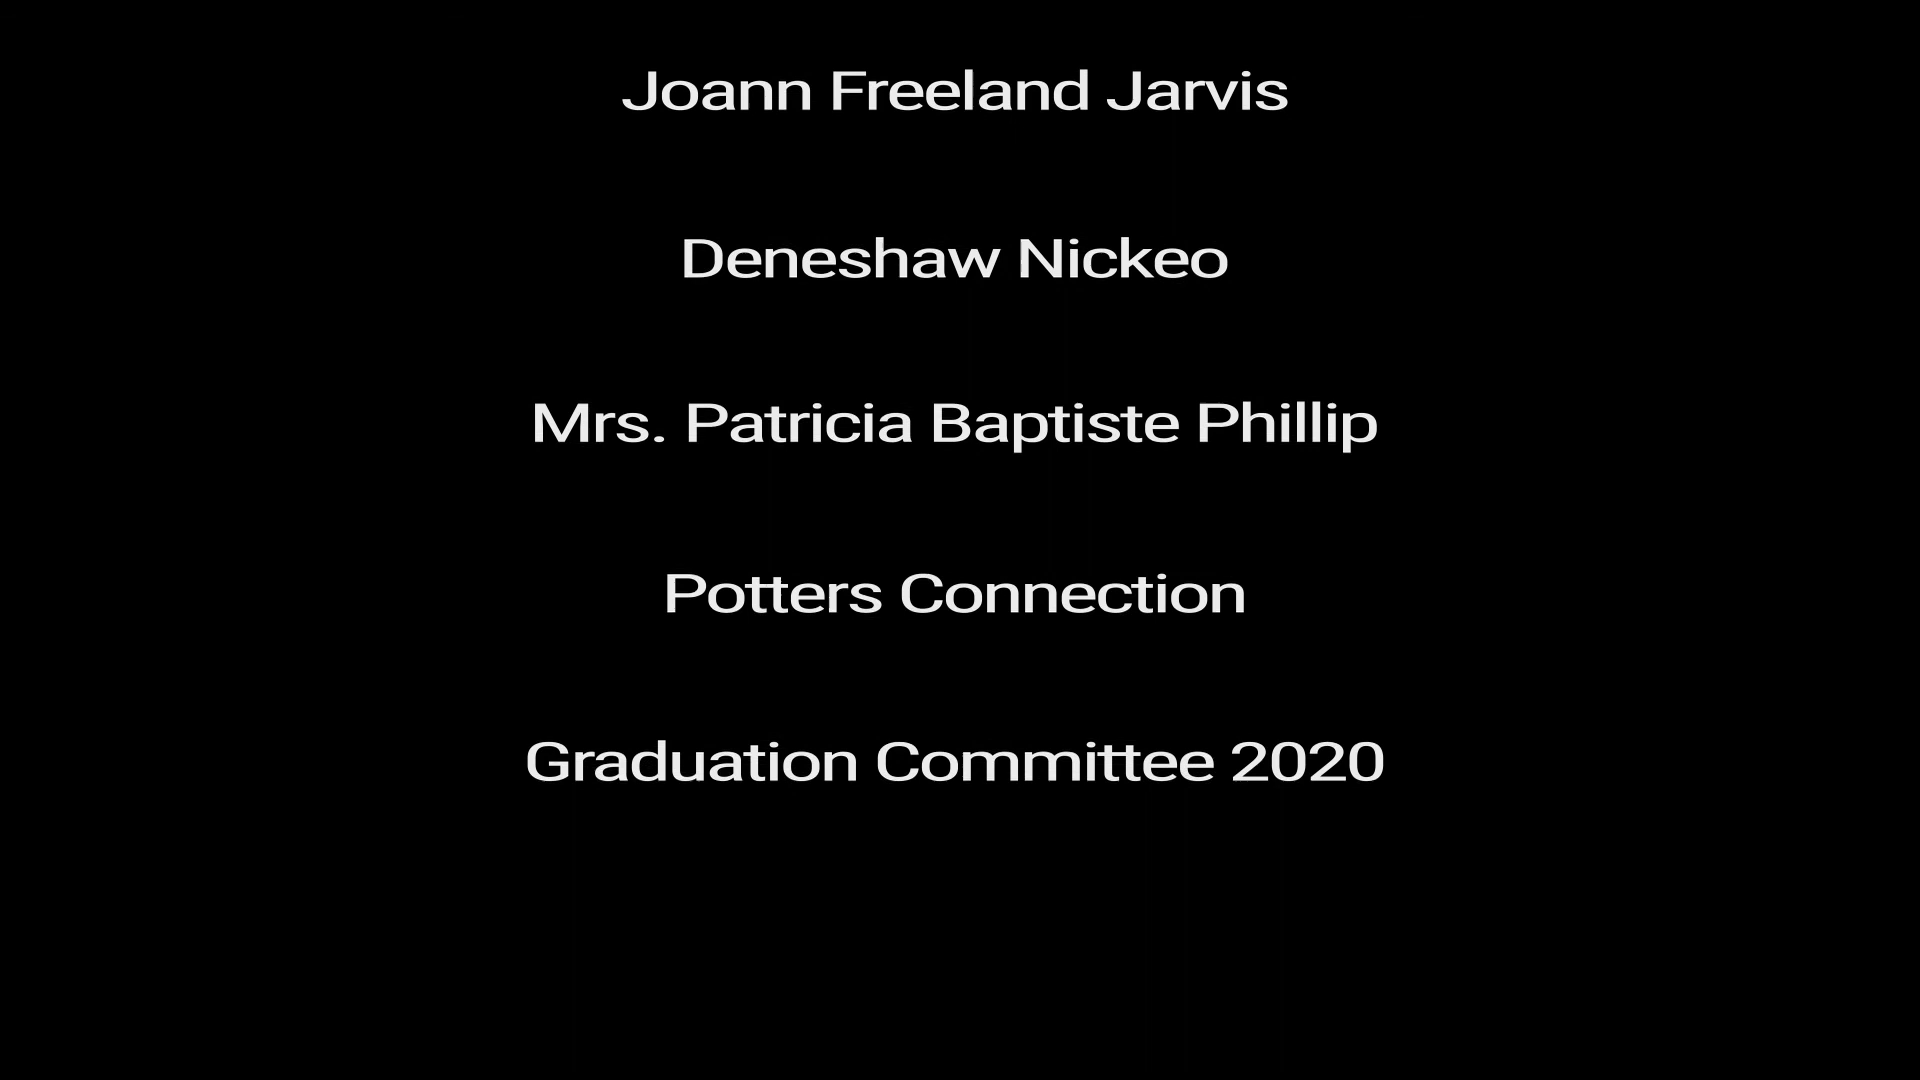 Joann Freeland Jarvis
Deneshaw Nickeo
Mrs. Patricia Baptiste Phillip
Potters Connection
Graduation Committee 2020